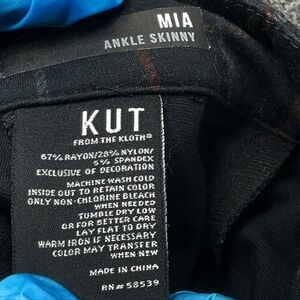 MIA
ANKLE SKINNY
KUT
FROM THE KLOTH®
67% RAYON/28% NYLON/
5% SPANDEX
EXCLUSIVE OF DECORATION
MACHINE WASH COLD
INSIDE OUT TO RETAIN COLOR
ONLY NON-CHLORINE BLEACH
WHEN NEEDED
TUMBLE DRY LOW
OR FOR BETTER CARE
LAY FLAT TO DRY
WARM IRON IF NECESSARY
COLOR MAY TRANSFER
WHEN NEW
MADE IN CHINA
RN# 58539